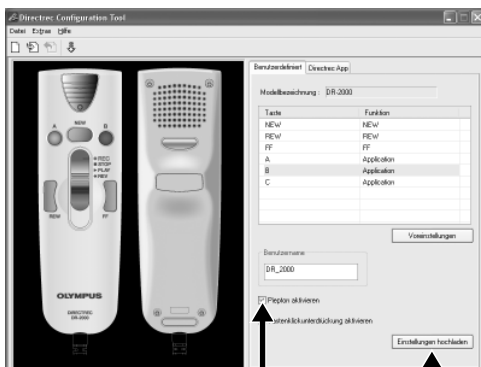 Directrec Configuration Tool
Datei Extras Hilfe
Benutzerdefiniert Directrec App
Modellbezeichnung : DR-2000
Taste Funktion
NEW NEW
REW REW
FF FF
A Application
B Application
C Application
Voreinstellungen
Benutzername
DR_2000
Piepton aktivieren
astenklickunterdrückung aktivieren
Einstellungen hochladen
A NEW B
REC
STOP
PLAY
REV
REW FF
OLYMPUS
DIRECTREC
DR-2000